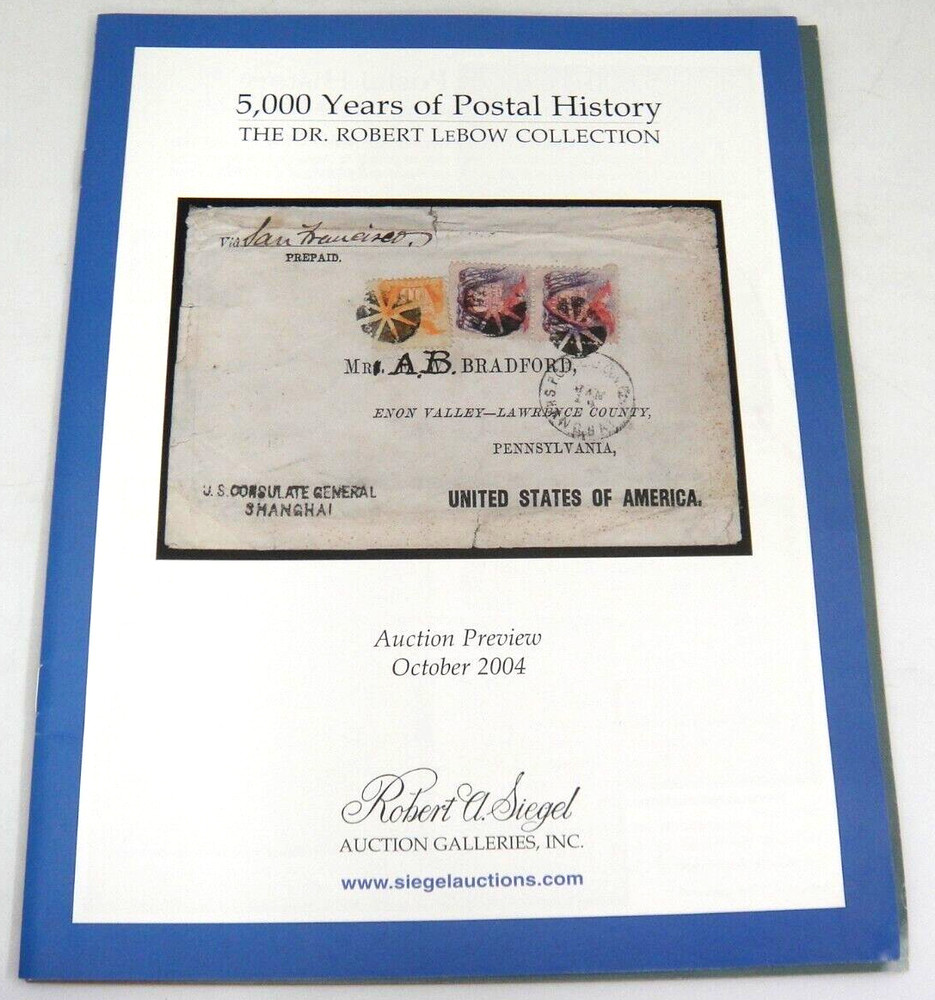 5,000 Years of Postal History
THE DR. ROBERT LEBOW COLLECTION
Via San Francisco.
PREPAID.
Mr. A.B. BRADFORD,
ENON VALLEY—LAWRENCE COUNTY,
PENNSYLVANIA,
U.S. CONSULATE GENERAL
SHANGHAI
UNITED STATES OF AMERICA.
Auction Preview
October 2004
Robert A. Siegel
AUCTION GALLERIES, INC.
www.siegelauctions.com